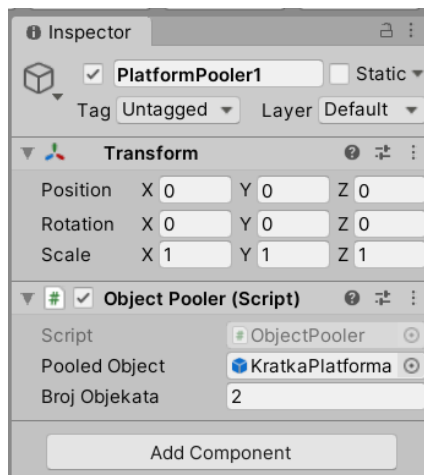 Inspector
PlatformPooler1 Static
Tag Untagged Layer Default
Transform
Position X 0 Y 0 Z 0
Rotation X 0 Y 0 Z 0
Scale X 1 Y 1 Z 1
# Object Pooler (Script)
Script # ObjectPooler
Pooled Object KratkaPlatforma
Broj Objekata 2
Add Component